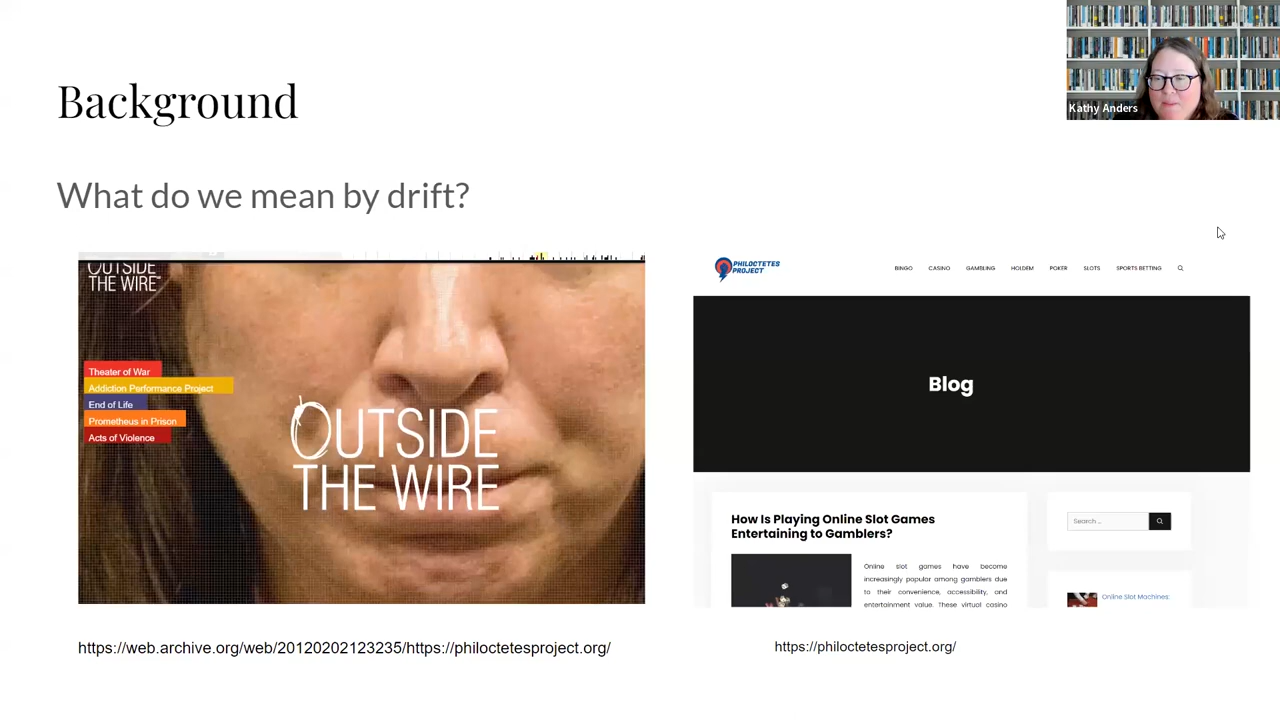 Kathy Anders
Background
What do we mean by drift?
OUTSIDE
THE WIRE
Theater of War
Addiction Performance Project
End of Life
Prometheus in Prison
Acts of Violence
OUTSIDE
THE WIRE
https://web.archive.org/web/20120202123235/https://philoctetesproject.org/
PHILOCTETES
PROJECT
BINGO CASINO GAMBLING HOLDEM POKER SLOTS SPORTS BETTING
Blog
How Is Playing Online Slot Games
Entertaining to Gamblers?
Online slot games have become
increasingly popular among gamblers due
to their convenience, accessibility, and
entertainment value. These virtual casino
Search ...
Online Slot Machines:
https://philoctetesproject.org/